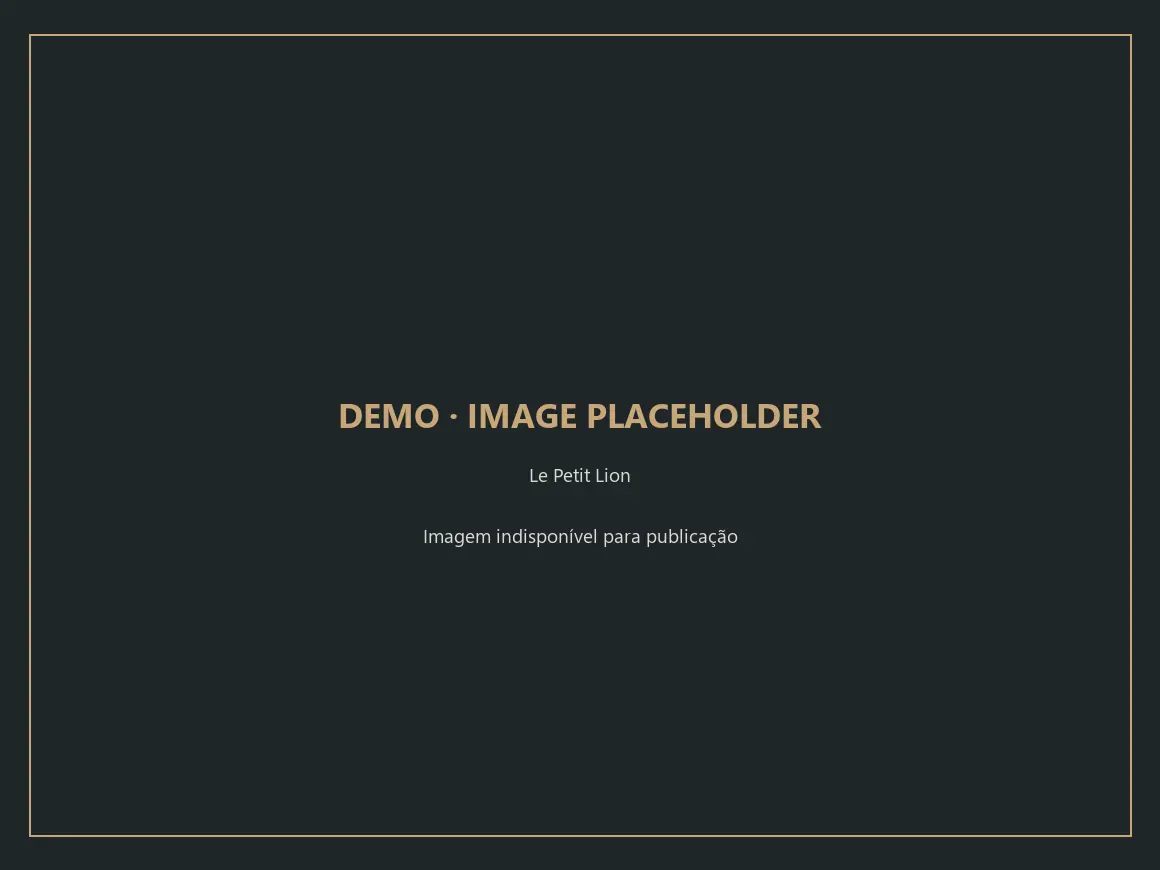 DEMO · IMAGE PLACEHOLDER
Le Petit Lion
Imagem indisponível para publicação